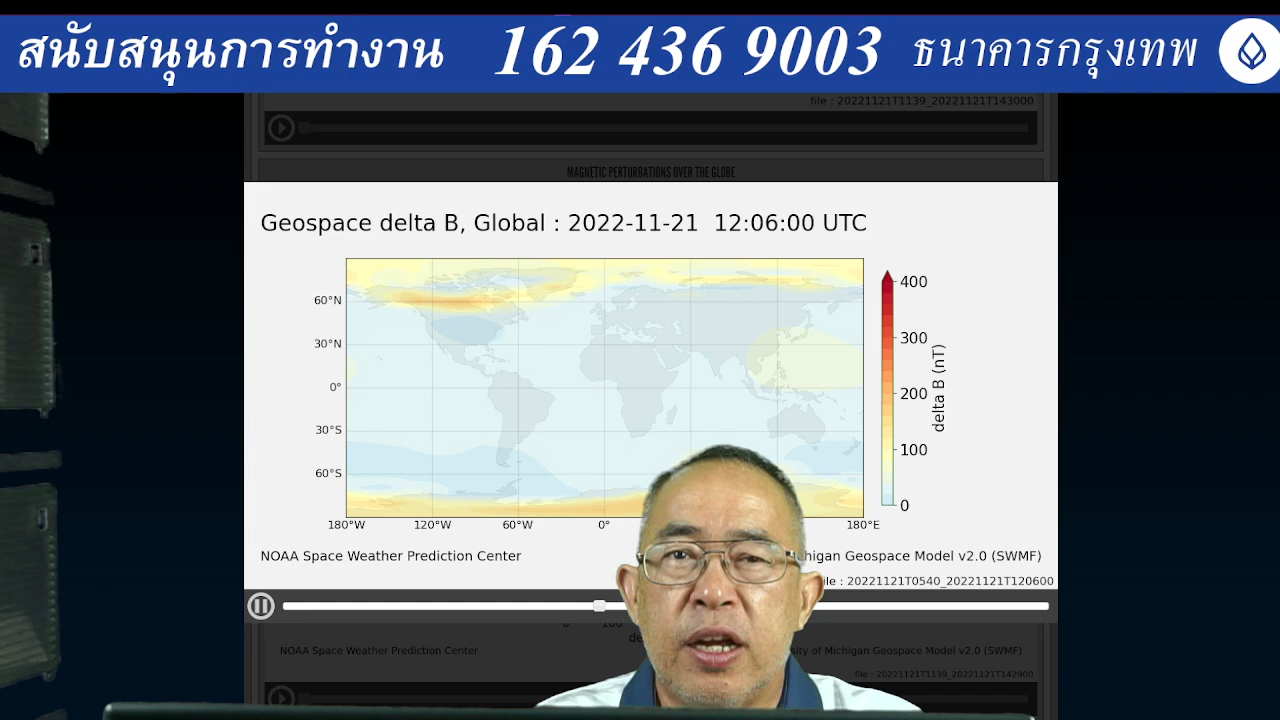 สนับสนุนการทำงาน 162 436 9003 ธนาคารกรุงเทพ
file : 20221121T1139_20221121T143000
MAGNETIC PERTURBATIONS OVER THE GLOBE
Geospace delta B, Global : 2022-11-21 12:06:00 UTC
60°N
30°N
0°
30°S
60°S
180°W 120°W 60°W 0° 180°E
400
300
200
100
0
delta B (nT)
NOAA Space Weather Prediction Center
higan Geospace Model v2.0 (SWMF)
ile : 20221121T0540_20221121T120600
0 100
de
NOAA Space Weather Prediction Center
ity of Michigan Geospace Model v2.0 (SWMF)
file : 20221121T1139_20221121T142900